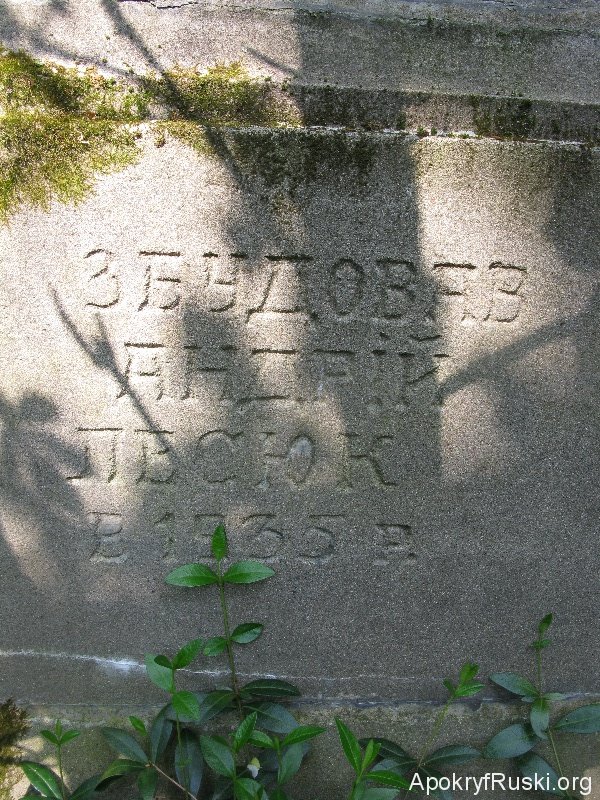 ЗБУДОВАВ
АНДРІЙ
ПЕСЮК
В 1935 Р.
ApokryfRuski.org